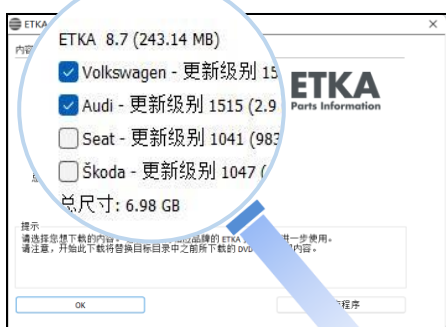 ETKA
内容
ETKA 8.7 (243.14 MB)
Volkswagen - 更新级别 15
Audi - 更新级别 1515 (2.9
Seat - 更新级别 1041 (983
Škoda - 更新级别 1047 (
总尺寸: 6.98 GB
ETKA
Parts Information
提示
请选择您想下载的内容。 品牌的 ETKA 进一步使用。
请注意，开始此下载将替换目标目录中之前所下载的 DVD 内容。
OK
程序